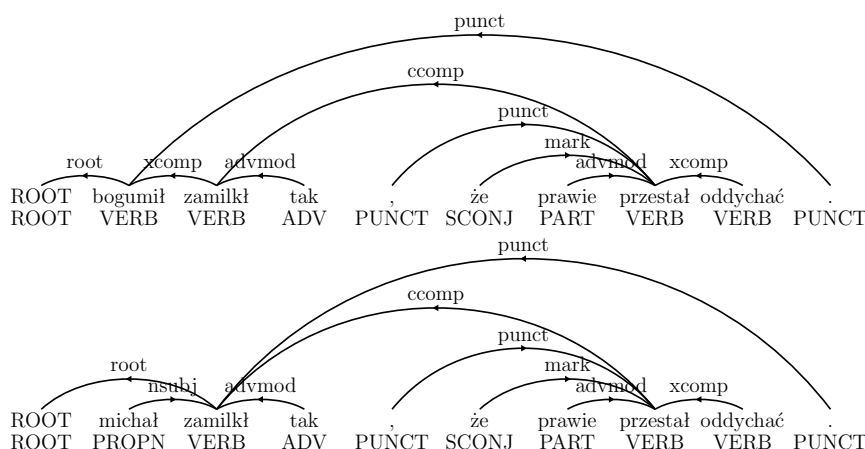 punct
ccomp
punct
mark
root xcomp advmod advmod xcomp
ROOT bogumił zamilkł tak , że prawie przestał oddychać .
ROOT VERB VERB ADV PUNCT SCONJ PART VERB VERB PUNCT
punct
ccomp
punct
root mark
nsubj advmod advmod xcomp
ROOT michał zamilkł tak , że prawie przestał oddychać .
ROOT PROPN VERB ADV PUNCT SCONJ PART VERB VERB PUNCT